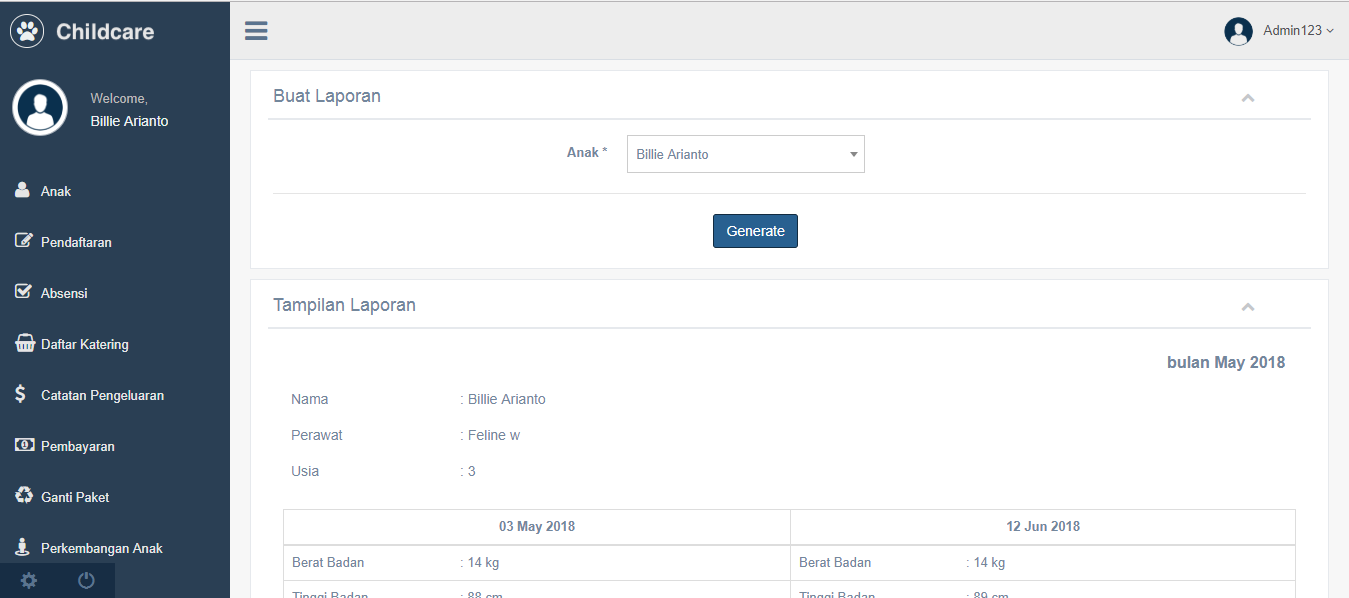 Childcare
Admin123
Welcome,
Billie Arianto
Anak
Pendaftaran
Absensi
Daftar Katering
Catatan Pengeluaran
Pembayaran
Ganti Paket
Perkembangan Anak
Buat Laporan
Anak *
Billie Arianto
Generate
Tampilan Laporan
bulan May 2018
Nama : Billie Arianto
Perawat : Feline w
Usia : 3
03 May 2018 12 Jun 2018
Berat Badan : 14 kg Berat Badan : 14 kg
Tinggi Badan : 88 cm Tinggi Badan : 89 cm